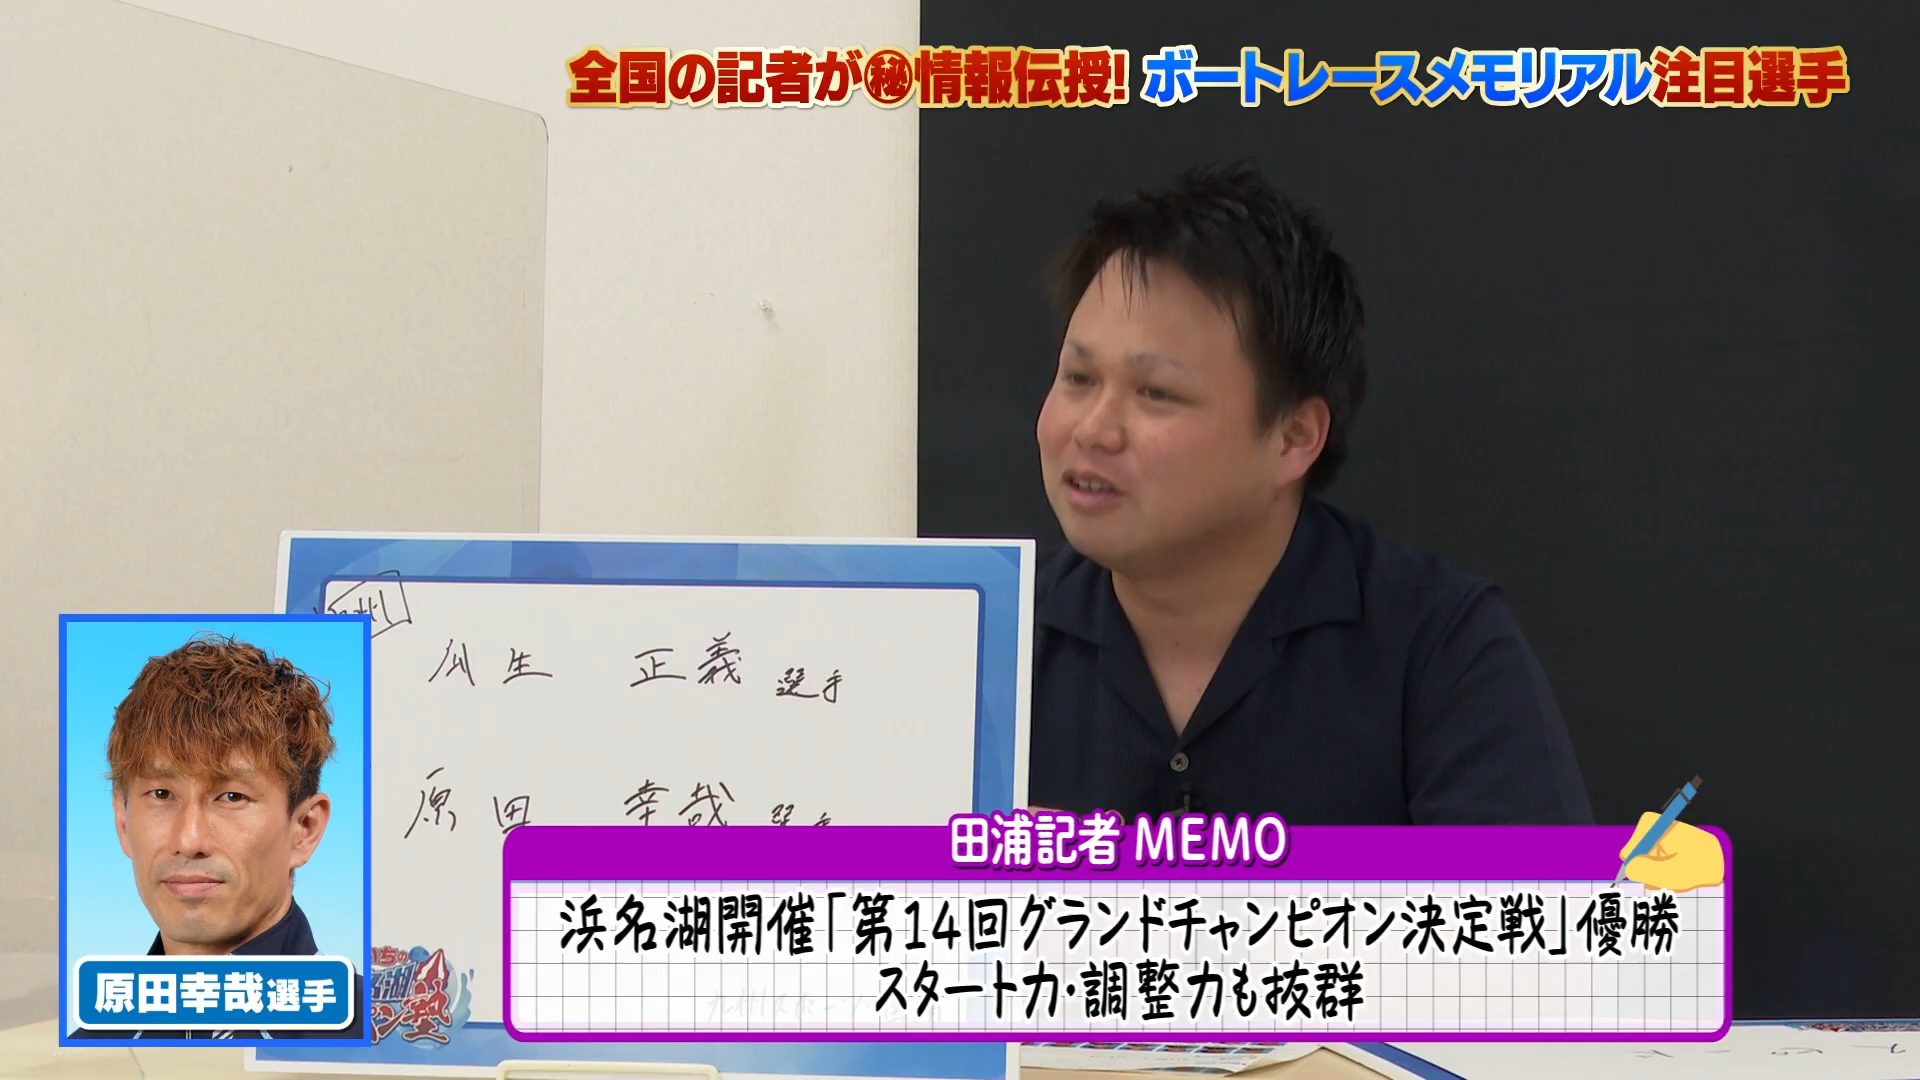 全国の記者が㊙情報伝授!ボートレースメモリアル注目選手
九州
瓜生 正義 選手
原田 幸哉 選手
田浦記者 MEMO
浜名湖開催「第14回グランドチャンピオン決定戦」優勝
スタート力・調整力も抜群
原田幸哉選手